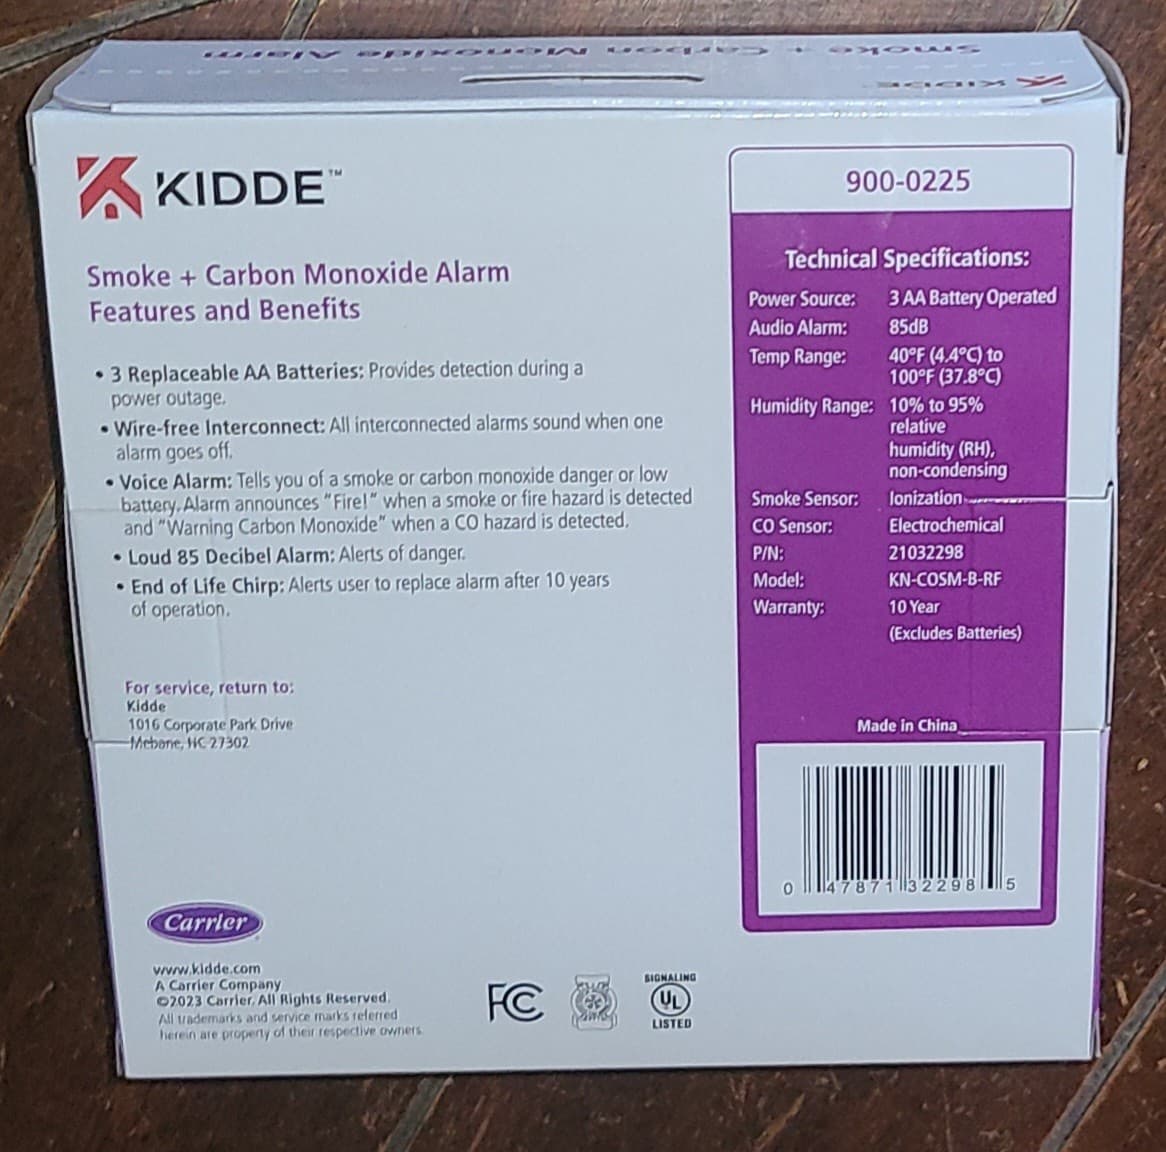 Smoke + Carbon Monoxide Alarm
KIDDE
KIDDE™
Smoke + Carbon Monoxide Alarm
Features and Benefits
• 3 Replaceable AA Batteries: Provides detection during a
power outage.
• Wire-free Interconnect: All interconnected alarms sound when one
alarm goes off.
• Voice Alarm: Tells you of a smoke or carbon monoxide danger or low
battery. Alarm announces "Fire!" when a smoke or fire hazard is detected
and "Warning Carbon Monoxide" when a CO hazard is detected.
• Loud 85 Decibel Alarm: Alerts of danger.
• End of Life Chirp: Alerts user to replace alarm after 10 years
of operation.
For service, return to:
Kidde
1016 Corporate Park Drive
Mebane, NC 27302
Carrier
www.kidde.com
A Carrier Company
©2023 Carrier. All Rights Reserved.
All trademarks and service marks referred
herein are property of their respective owners.
FC
SIGNALING
UL
LISTED
900-0225
Technical Specifications:
Power Source: 3 AA Battery Operated
Audio Alarm: 85dB
Temp Range: 40°F (4.4°C) to
100°F (37.8°C)
Humidity Range: 10% to 95%
relative
humidity (RH),
non-condensing
Smoke Sensor: Ionization
CO Sensor: Electrochemical
P/N: 21032298
Model: KN-COSM-B-RF
Warranty: 10 Year
(Excludes Batteries)
Made in China
0 47871 32298 5